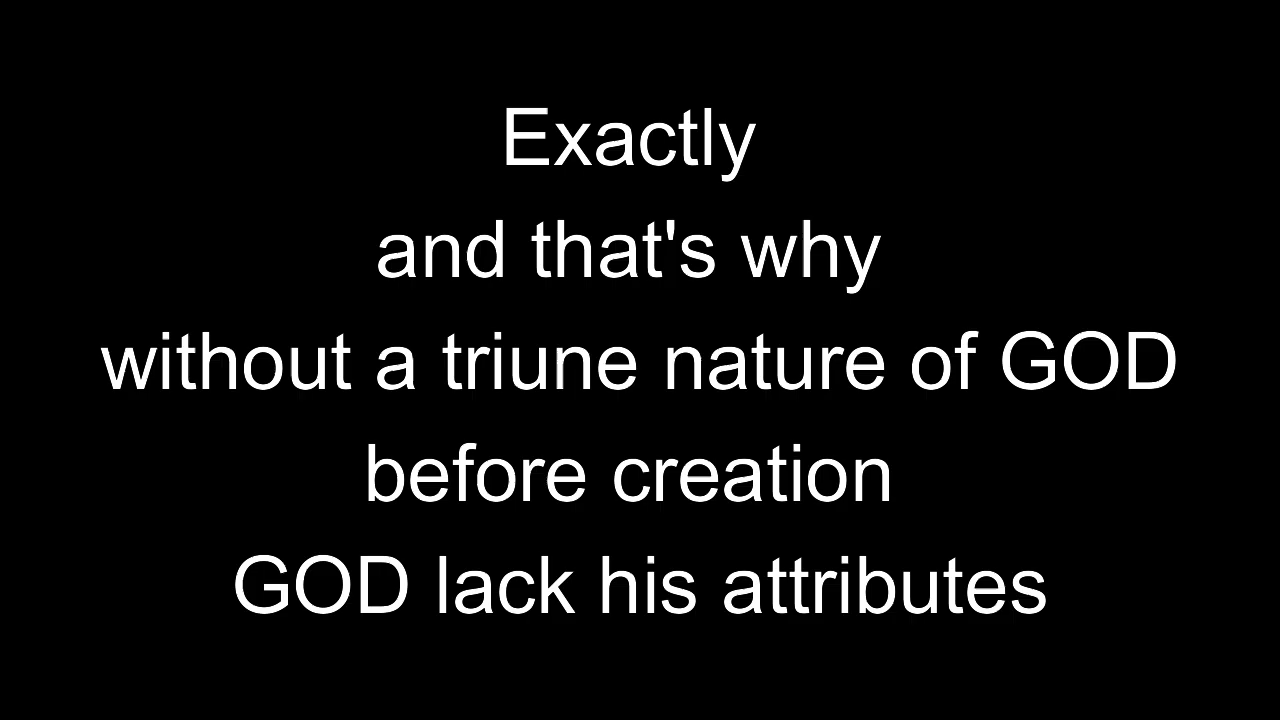 Exactly
and that's why
without a triune nature of GOD
before creation
GOD lack his attributes